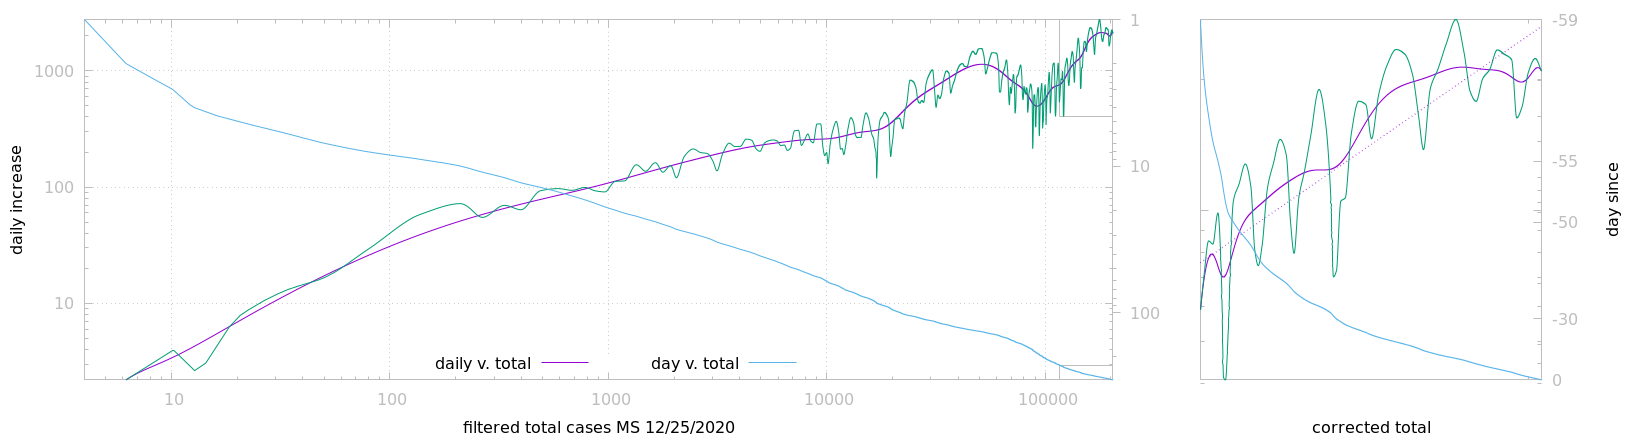 daily increase
1000
100
10
daily v. total
day v. total
10
100
1000
10000
100000
filtered total cases MS 12/25/2020
1
10
100
-59
-55
-50
-30
0
day since
corrected total